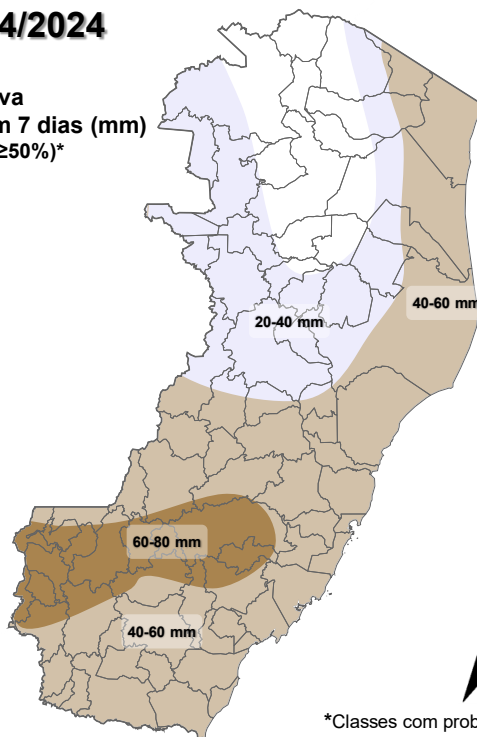 4/2024
va
m 7 dias (mm)
≥50%)*
40-60 mm
20-40 mm
60-80 mm
40-60 mm
*Classes com prob